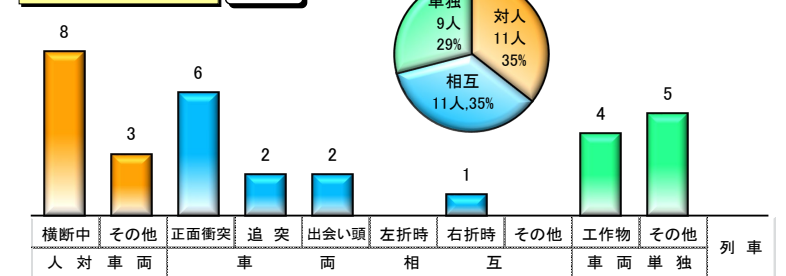 単独
9人
29%
対人
11人
35%
相互
11人,35%
8
3
6
2
2
1
4
5
横断中 その他 正面衝突 追突 出会い頭 左折時 右折時 その他 工作物 その他
人対車両 車両相互 車両単独 列車